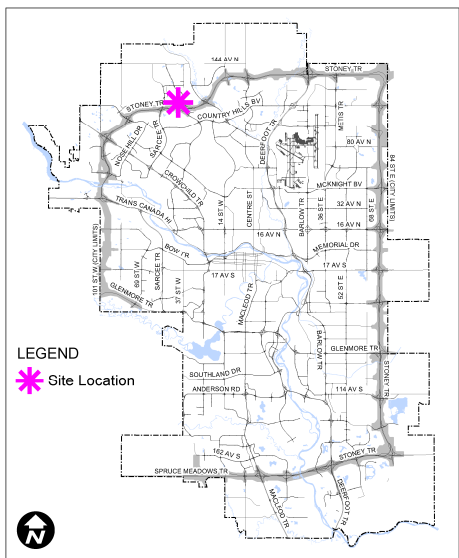 144 AV N
STONEY TR
STONEY TR
COUNTRY HILLS BV
NOSE HILL DR
SARCEE TR
DEERFOOT TR
METIS TR
80 AV N
CROWCHILD TR
MCKNIGHT BV
84 ST E (CITY LIMITS)
TRANS CANADA HI
14 ST W
CENTRE ST
BARLOW TR
36 ST E
32 AV N
68 ST E
16 AV N
16 AV N
101 ST W (CITY LIMITS)
BOW TR
MEMORIAL DR
69 ST W
SARCEE TR
37 ST W
17 AV S
17 AV S
GLENMORE TR
MACLEOD TR
52 ST E
LEGEND
Site Location
BARLOW TR
GLENMORE TR
STONEY TR
SOUTHLAND DR
ANDERSON RD
114 AV S
162 AV S
STONEY TR
SPRUCE MEADOWS TR
MACLEOD TR
DEERFOOT TR
N